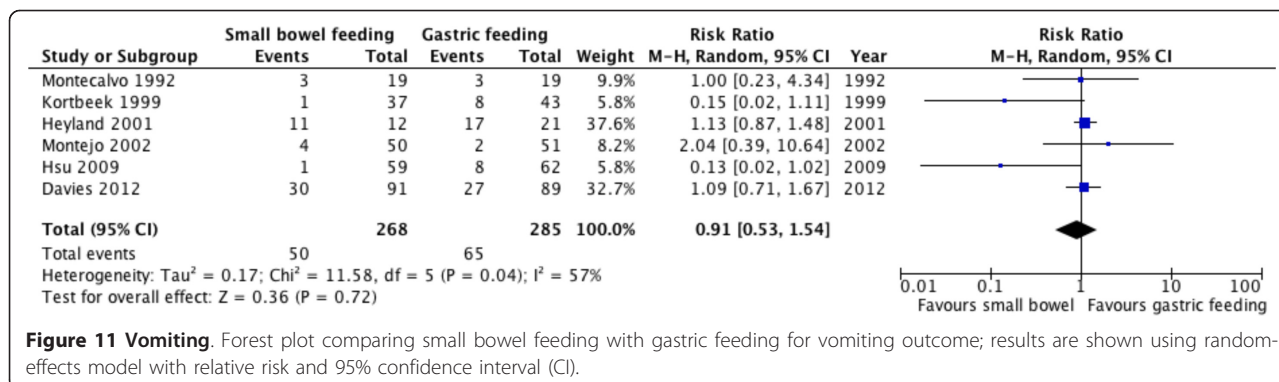 Small bowel feeding Gastric feeding Risk Ratio Risk Ratio
Study or Subgroup Events Total Events Total Weight M-H, Random, 95% CI Year M-H, Random, 95% CI
Montecalvo 1992 3 19 3 19 9.9% 1.00 [0.23, 4.34] 1992
Kortbeek 1999 1 37 8 43 5.8% 0.15 [0.02, 1.11] 1999
Heyland 2001 11 12 17 21 37.6% 1.13 [0.87, 1.48] 2001
Montejo 2002 4 50 2 51 8.2% 2.04 [0.39, 10.64] 2002
Hsu 2009 1 59 8 62 5.8% 0.13 [0.02, 1.02] 2009
Davies 2012 30 91 27 89 32.7% 1.09 [0.71, 1.67] 2012
Total (95% CI) 268 285 100.0% 0.91 [0.53, 1.54]
Total events 50 65
Heterogeneity: Tau² = 0.17; Chi² = 11.58, df = 5 (P = 0.04); I² = 57%
Test for overall effect: Z = 0.36 (P = 0.72)
0.01 0.1 1 10 100
Favours small bowel Favours gastric feeding
Figure 11 Vomiting. Forest plot comparing small bowel feeding with gastric feeding for vomiting outcome; results are shown using random-
effects model with relative risk and 95% confidence interval (CI).